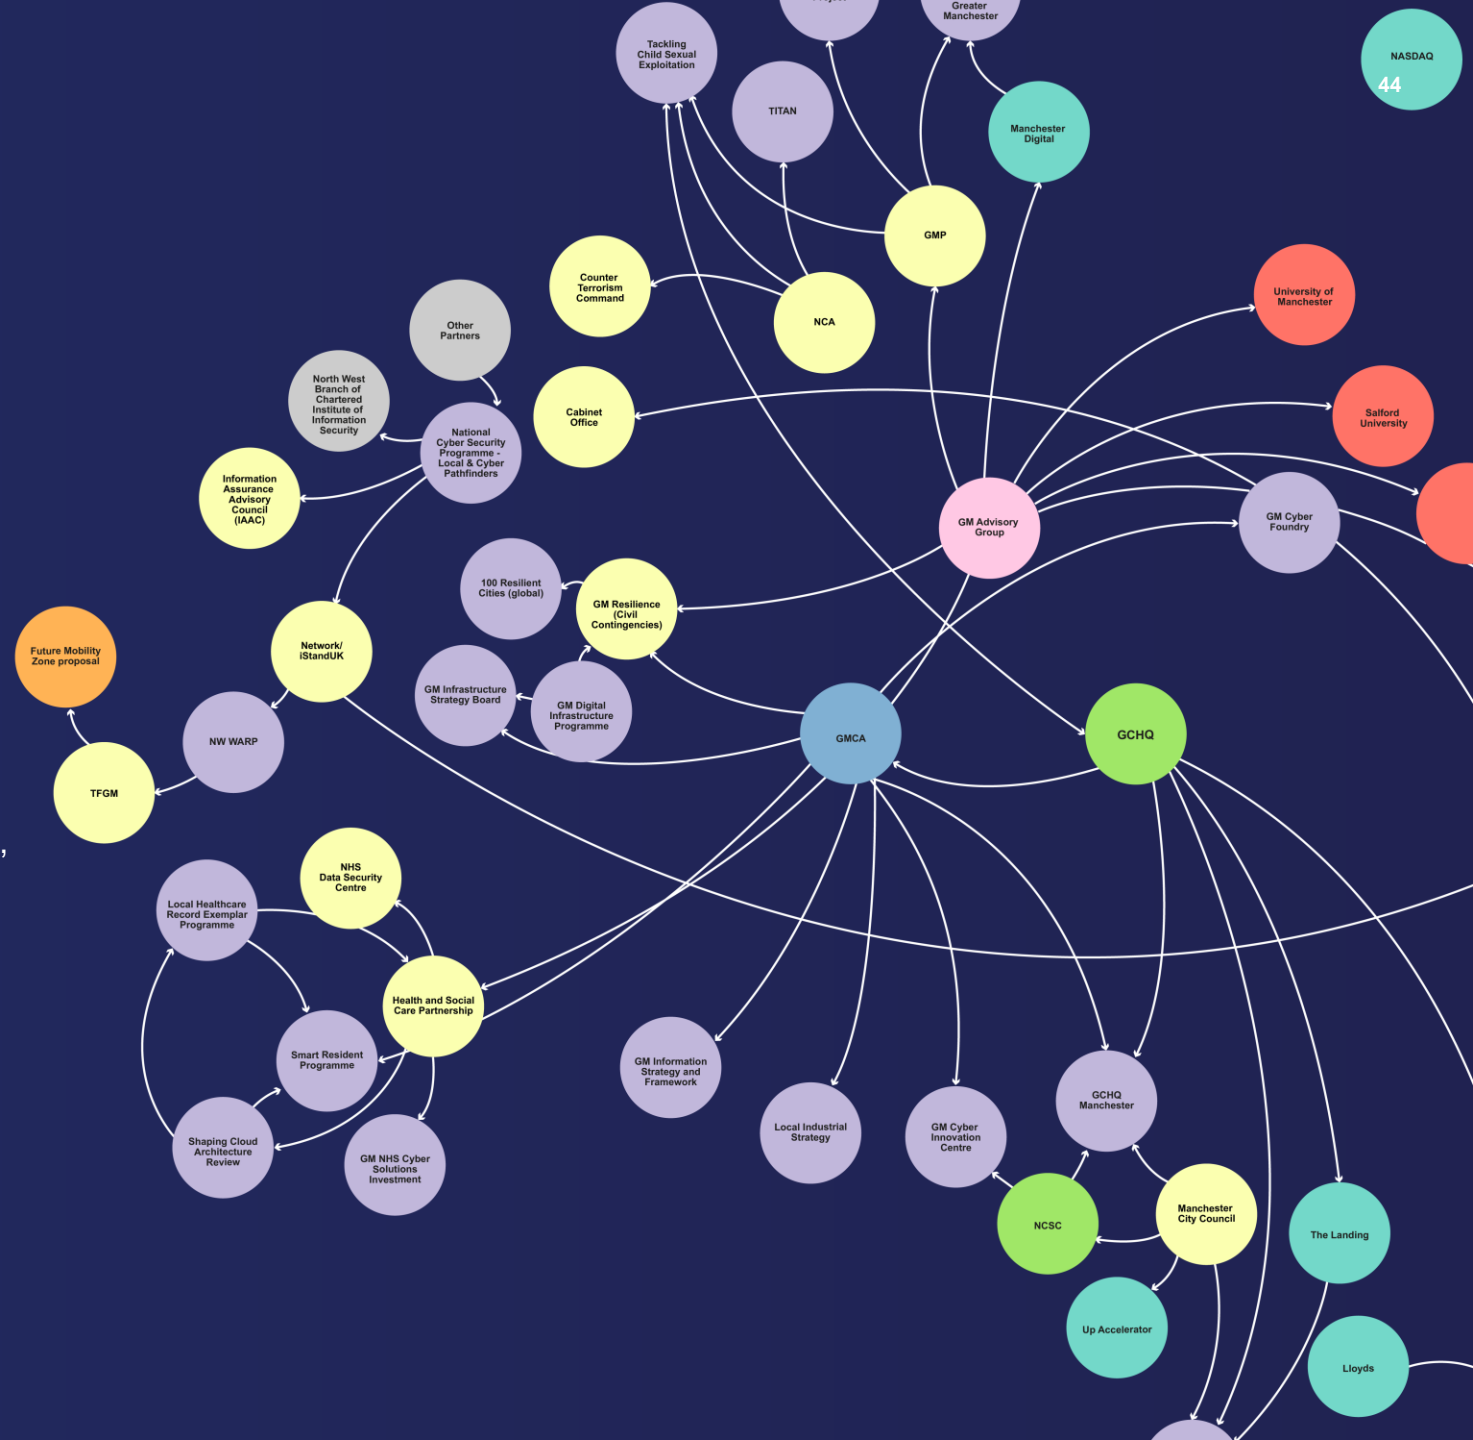 Project
Greater
Manchester
NASDAQ
44
Tackling
Child Sexual
Exploitation
TITAN
Manchester
Digital
GMP
Counter
Terrorism
Command
NCA
University of
Manchester
Other
Partners
North West
Branch of
Chartered
Institute of
Information
Security
Cabinet
Office
Salford
University
National
Cyber Security
Programme -
Local & Cyber
Pathfinders
Information
Assurance
Advisory
Council
(IAAC)
GM Advisory
Group
GM Cyber
Foundry
100 Resilient
Cities (global)
GM Resilience
(Civil
Contingencies)
Future Mobility
Zone proposal
Network/
iStandUK
GM Infrastructure
Strategy Board
GM Digital
Infrastructure
Programme
NW WARP
GMCA
GCHQ
TFGM
,
NHS
Data Security
Centre
Local Healthcare
Record Exemplar
Programme
Health and Social
Care Partnership
Smart Resident
Programme
GM Information
Strategy and
Framework
GCHQ
Manchester
Local Industrial
Strategy
GM Cyber
Innovation
Centre
Shaping Cloud
Architecture
Review
GM NHS Cyber
Solutions
Investment
NCSC
Manchester
City Council
The Landing
Up Accelerator
Lloyds